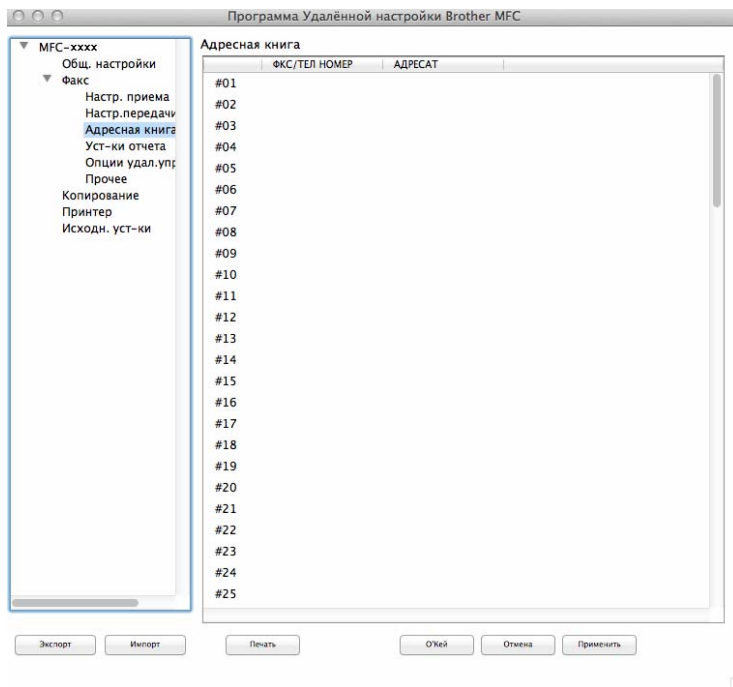 Программа Удалённой настройки Brother MFC
MFC-xxxx
Общ. настройки
Факс
Настр. приема
Настр.передачи
Адресная книга
Уст-ки отчета
Опции удал.упр
Прочее
Копирование
Принтер
Исходн. уст-ки
Адресная книга
ФКС/ТЕЛ НОМЕР АДРЕСАТ
#01
#02
#03
#04
#05
#06
#07
#08
#09
#10
#11
#12
#13
#14
#15
#16
#17
#18
#19
#20
#21
#22
#23
#24
#25
Экспорт Импорт Печать О'Кей Отмена Применить